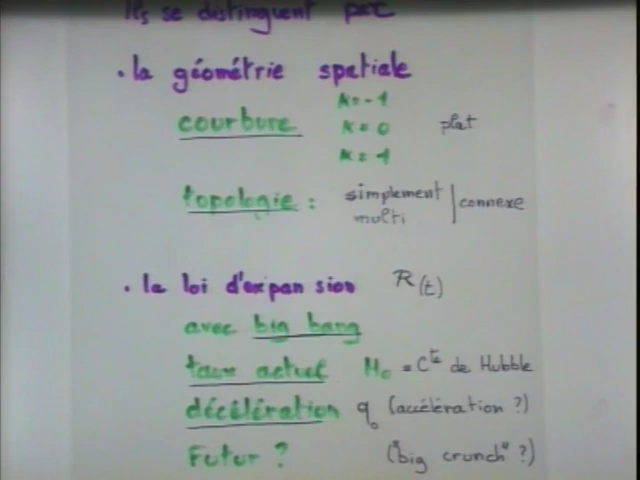 Ils se distinguent par
. la géométrie spatiale
k = -1
courbure k = 0 plat
k = 1
topologie : simplement | connexe
multi
. la loi d'expansion R(t)
avec big bang
taux actuel H₀ = Cᵗᵉ de Hubble
décélération q₀ (accélération ?)
Futur ? ("big crunch" ?)